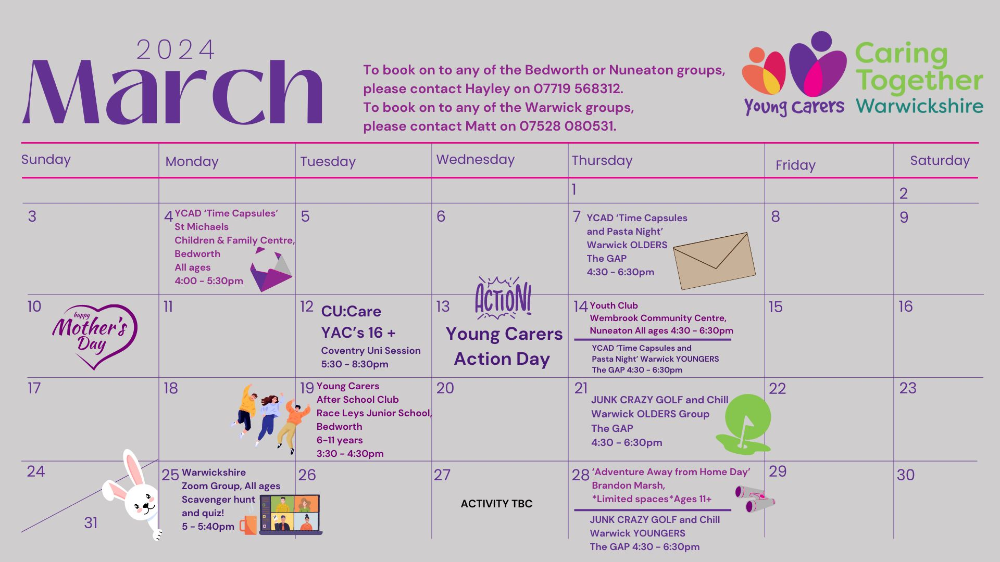 2024
March
To book on to any of the Bedworth or Nuneaton groups,
please contact Hayley on 07719 568312.
To book on to any of the Warwick groups,
please contact Matt on 07528 080531.
Young carers
Caring
Together
Warwickshire
Sunday
Monday
Tuesday
Wednesday
Thursday
Friday
Saturday
1
2
3
4
YCAD ‘Time Capsules’
St Michaels
Children & Family Centre,
Bedworth
All ages
4:00 - 5:30pm
5
6
7
YCAD ‘Time Capsules
and Pasta Night’
Warwick OLDERS
The GAP
4:30 - 6:30pm
8
9
10
happy
Mother's
Day
11
12
CU:Care
YAC’s 16 +
Coventry Uni Session
5:30 - 8:30pm
13
ACTION!
Young Carers
Action Day
14
Youth Club
Wembrook Community Centre,
Nuneaton All ages 4:30 - 6:30pm
YCAD ‘Time Capsules and
Pasta Night’ Warwick YOUNGERS
The GAP 4:30 - 6:30pm
15
16
17
18
19
Young Carers
After School Club
Race Leys Junior School,
Bedworth
6-11 years
3:30 - 4:30pm
20
21
JUNK CRAZY GOLF and Chill
Warwick OLDERS Group
The GAP
4:30 - 6:30pm
22
23
24
31
25
Warwickshire
Zoom Group, All ages
Scavenger hunt
and quiz!
5 - 5:40pm
26
27
ACTIVITY TBC
28
‘Adventure Away from Home Day’
Brandon Marsh,
*Limited spaces*Ages 11+
JUNK CRAZY GOLF and Chill
Warwick YOUNGERS
The GAP 4:30 - 6:30pm
29
30